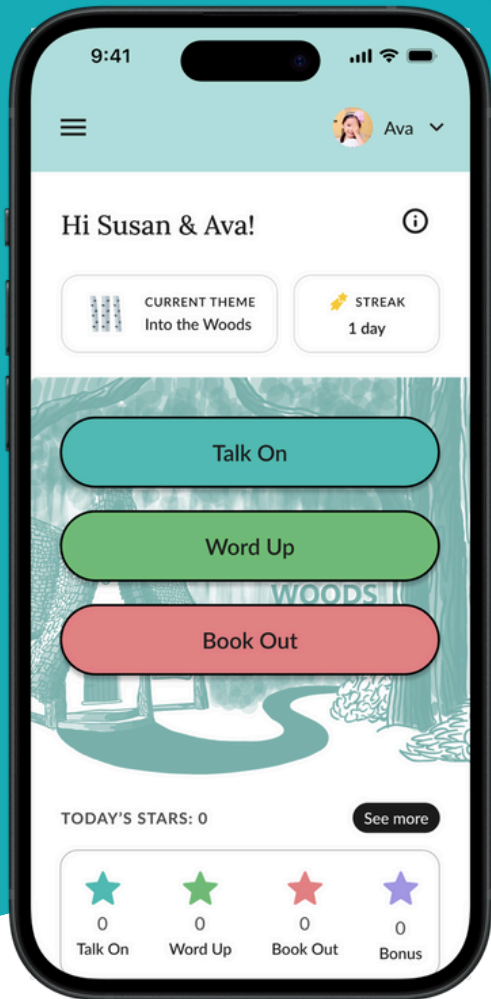 9:41
Ava
Hi Susan & Ava!
CURRENT THEME
Into the Woods
STREAK
1 day
Talk On
Word Up
WOODS
Book Out
TODAY'S STARS: 0
See more
0 0 0 0
Talk On Word Up Book Out Bonus